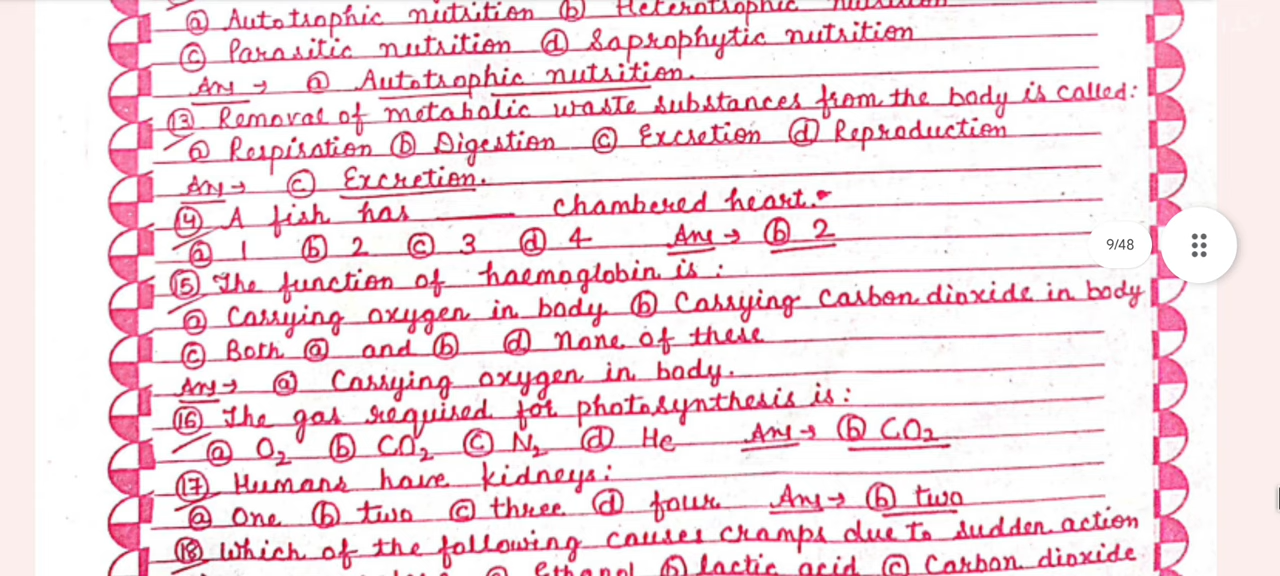 ⓐ Autotrophic nutrition ⓑ Heterotrophic nutrition
ⓒ Parasitic nutrition ⓓ Saprophytic nutrition
Ans → ⓐ Autotrophic nutrition.
⑬ Removal of metabolic waste substances from the body is called:
ⓐ Respiration ⓑ Digestion ⓒ Excretion ⓓ Reproduction
Ans → ⓒ Excretion.
⑭ A fish has ____ chambered heart.
ⓐ 1 ⓑ 2 ⓒ 3 ⓓ 4 Ans → ⓑ 2
9/48
⑮ The function of haemoglobin is:
ⓐ Carrying oxygen in body ⓑ Carrying Carbon dioxide in body
ⓒ Both ⓐ and ⓑ ⓓ None of these
Ans → ⓐ Carrying oxygen in body.
⑯ The gas required for photosynthesis is:
ⓐ O₂ ⓑ CO₂ ⓒ N₂ ⓓ He Ans → ⓑ CO₂
⑰ Humans have kidneys:
ⓐ One ⓑ two ⓒ three ⓓ four Ans → ⓑ two
⑱ Which of the following causes cramps due to sudden action
ⓐ Ethanol ⓑ lactic acid ⓒ Carbon dioxide